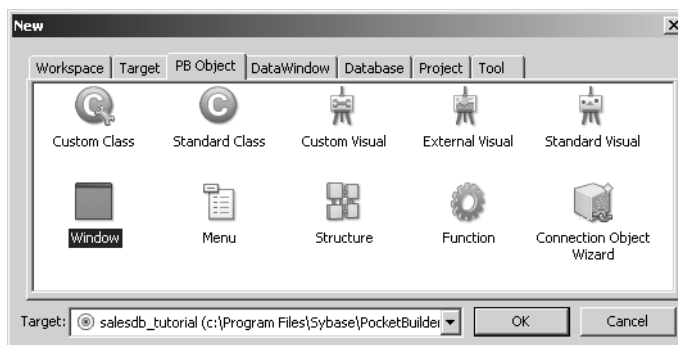 New
Workspace Target PB Object DataWindow Database Project Tool
Custom Class Standard Class Custom Visual External Visual Standard Visual
Window Menu Structure Function Connection Object
Wizard
Target: salesdb_tutorial (c:\Program Files\Sybase\PocketBuilder OK Cancel